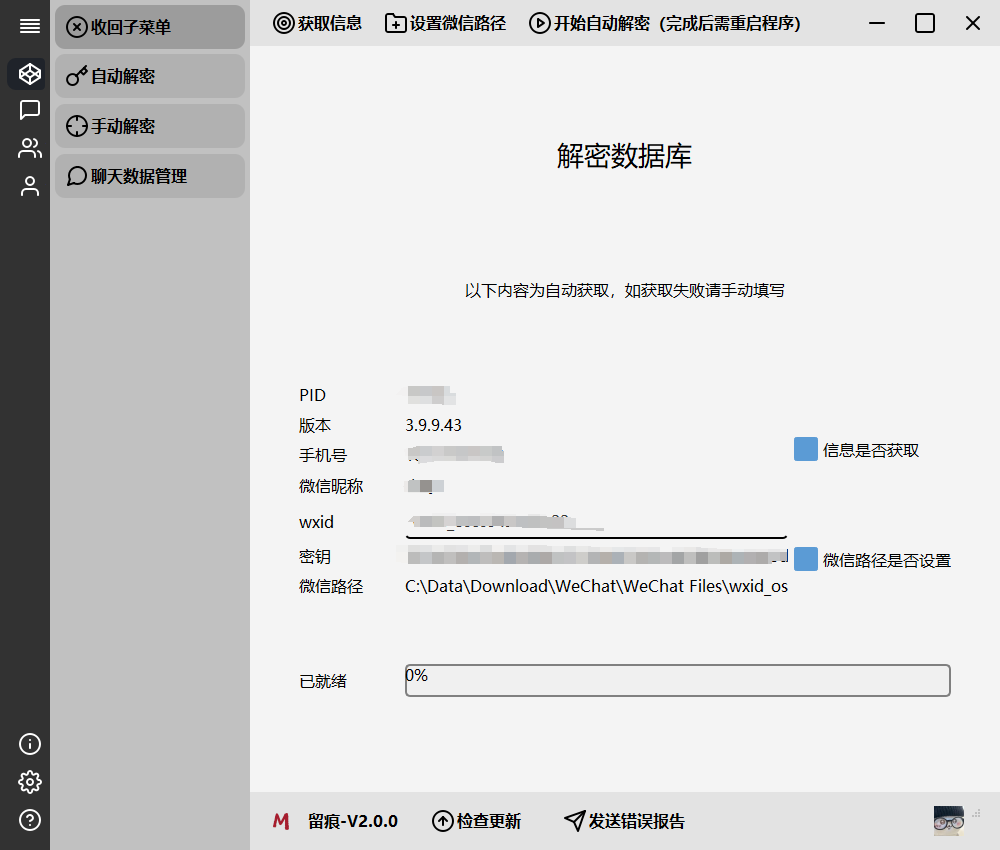 收回子菜单
自动解密
手动解密
聊天数据管理
获取信息 设置微信路径 开始自动解密（完成后需重启程序）
解密数据库
以下内容为自动获取，如获取失败请手动填写
PID
版本 3.9.9.43
手机号
信息是否获取
微信昵称
wxid
密钥
微信路径是否设置
微信路径 C:\Data\Download\WeChat\WeChat Files\wxid_os
已就绪 0%
留痕-V2.0.0 检查更新 发送错误报告